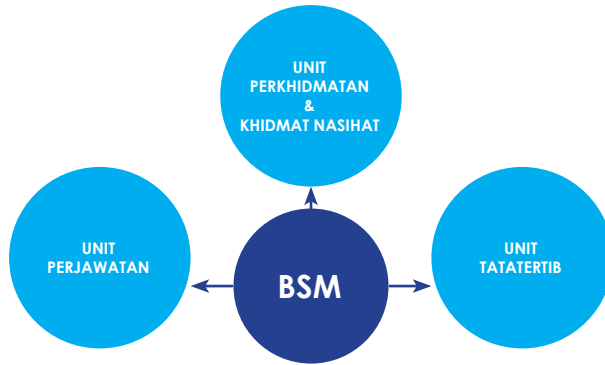 UNIT
PERKHIDMATAN
&
KHIDMAT NASIHAT
UNIT
PERJAWATAN
BSM
UNIT
TATATERTIB